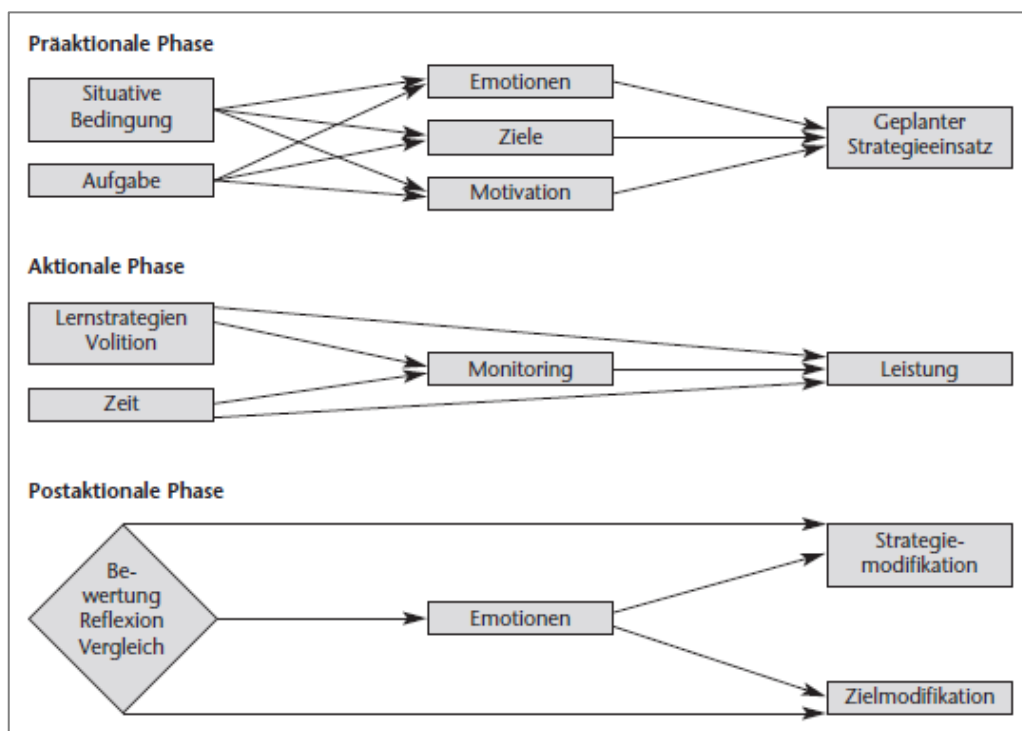 Präaktionale Phase
Situative
Bedingung
Aufgabe
Emotionen
Ziele
Motivation
Geplanter
Strategieeinsatz
Aktionale Phase
Lernstrategien
Volition
Zeit
Monitoring
Leistung
Postaktionale Phase
Be-
wertung
Reflexion
Vergleich
Emotionen
Strategie-
modifikation
Zielmodifikation